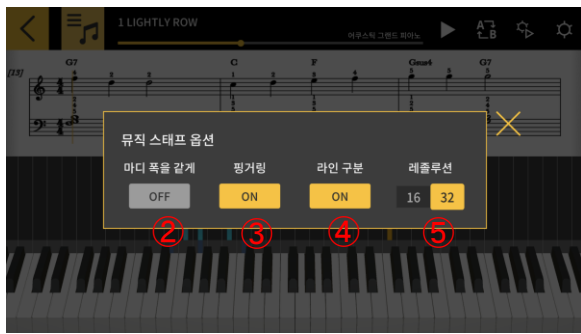 1 LIGHTLY ROW
어쿠스틱 그랜드 피아노
A B
[13] G7 C F Gsus4 G7
뮤직 스태프 옵션
마디 폭을 같게 핑거링 라인 구분 레졸루션
OFF ON ON 16 32
② ③ ④ ⑤